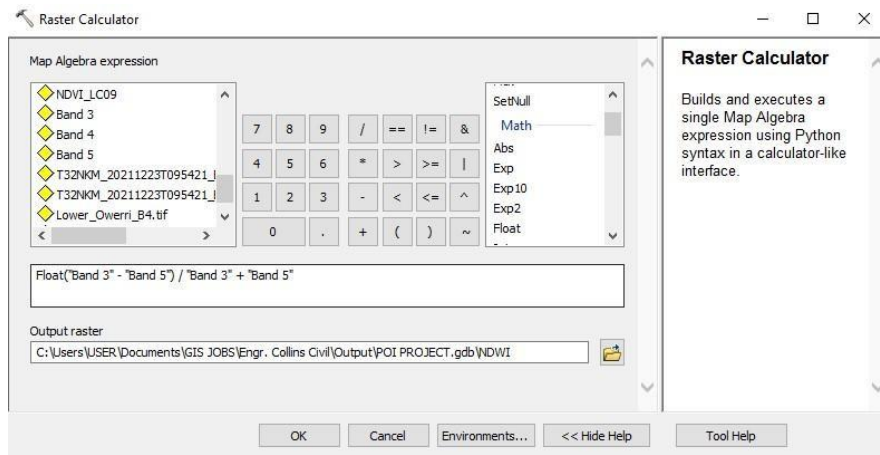 Raster Calculator
Map Algebra expression
NDVI_LC09
Band 3
Band 4
Band 5
T32NKM_20211223T095421_
T32NKM_20211223T095421_
Lower_Owerri_B4.tif
7 8 9 / == != &
4 5 6 * > >= |
1 2 3 - < <= ^
0 . + ( ) ~
SetNull
Math
Abs
Exp
Exp10
Exp2
Float
Float("Band 3" - "Band 5") / "Band 3" + "Band 5"
Output raster
C:\Users\USER\Documents\GIS JOBS\Engr. Collins Civil\Output\POI PROJECT.gdb\NDWI
OK Cancel Environments... << Hide Help Tool Help
Raster Calculator
Builds and executes a
single Map Algebra
expression using Python
syntax in a calculator-like
interface.